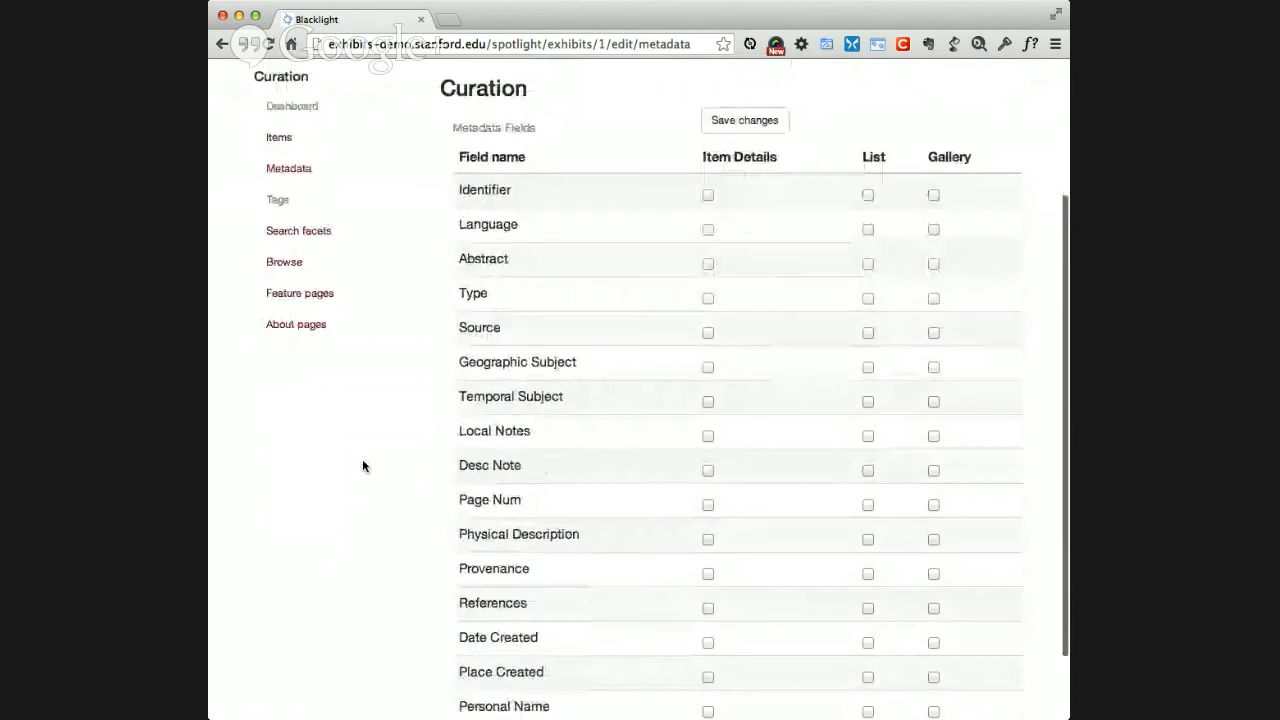 Blacklight
exhibits-demo.stanford.edu/spotlight/exhibits/1/edit/metadata
New
f?
Google+
Curation
Dashboard
Items
Metadata
Tags
Search facets
Browse
Feature pages
About pages
Curation
Metadata Fields
Save changes
Field name Item Details List Gallery
Identifier
Language
Abstract
Type
Source
Geographic Subject
Temporal Subject
Local Notes
Desc Note
Page Num
Physical Description
Provenance
References
Date Created
Place Created
Personal Name